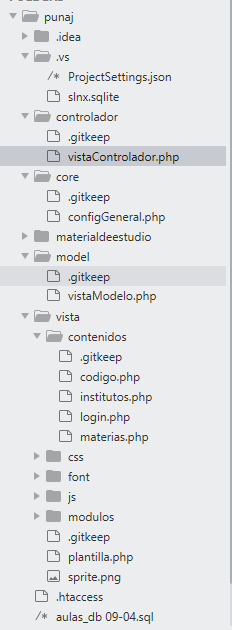 punaj
.idea
.vs
/* ProjectSettings.json
slnx.sqlite
controlador
.gitkeep
vistaControlador.php
core
.gitkeep
configGeneral.php
materialdeestudio
model
.gitkeep
vistaModelo.php
vista
contenidos
.gitkeep
codigo.php
institutos.php
login.php
materias.php
css
font
js
modulos
.gitkeep
plantilla.php
sprite.png
.htaccess
/* aulas_db 09-04.sql